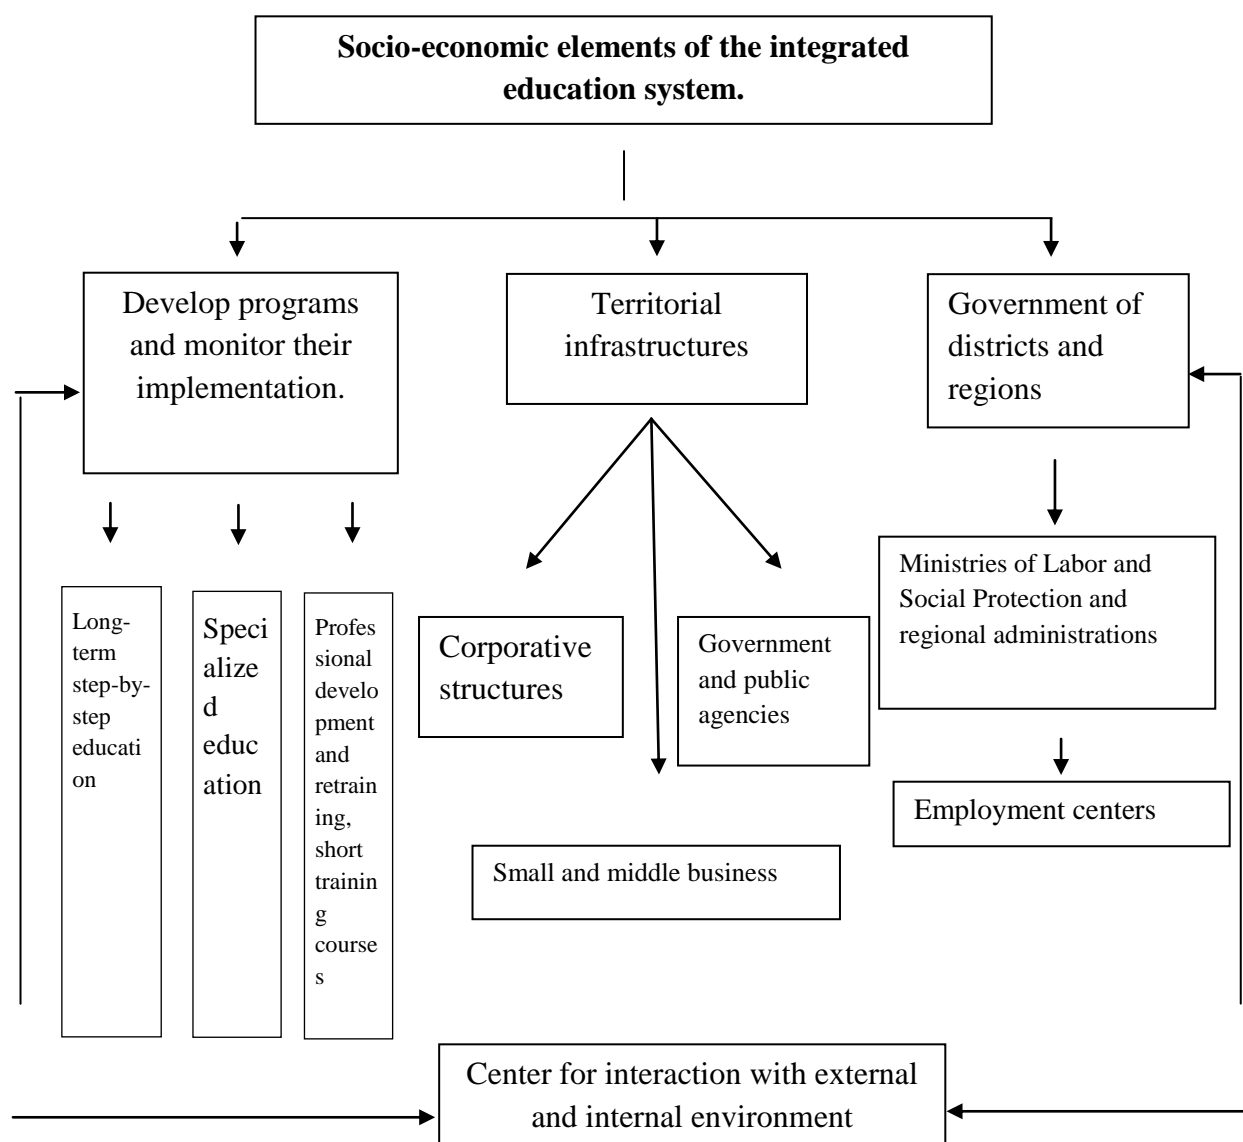 Socio-economic elements of the integrated
education system.
Develop programs
and monitor their
implementation.
Territorial
infrastructures
Government of
districts and
regions
Long-
term
step-by-
step
educati
on
Speci
alize
d
educ
ation
Profes
sional
develo
pment
and
retrain
ing,
short
trainin
g
course
s
Corporative
structures
Government
and public
agencies
Small and middle business
Ministries of Labor and
Social Protection and
regional administrations
Employment centers
Center for interaction with external
and internal environment